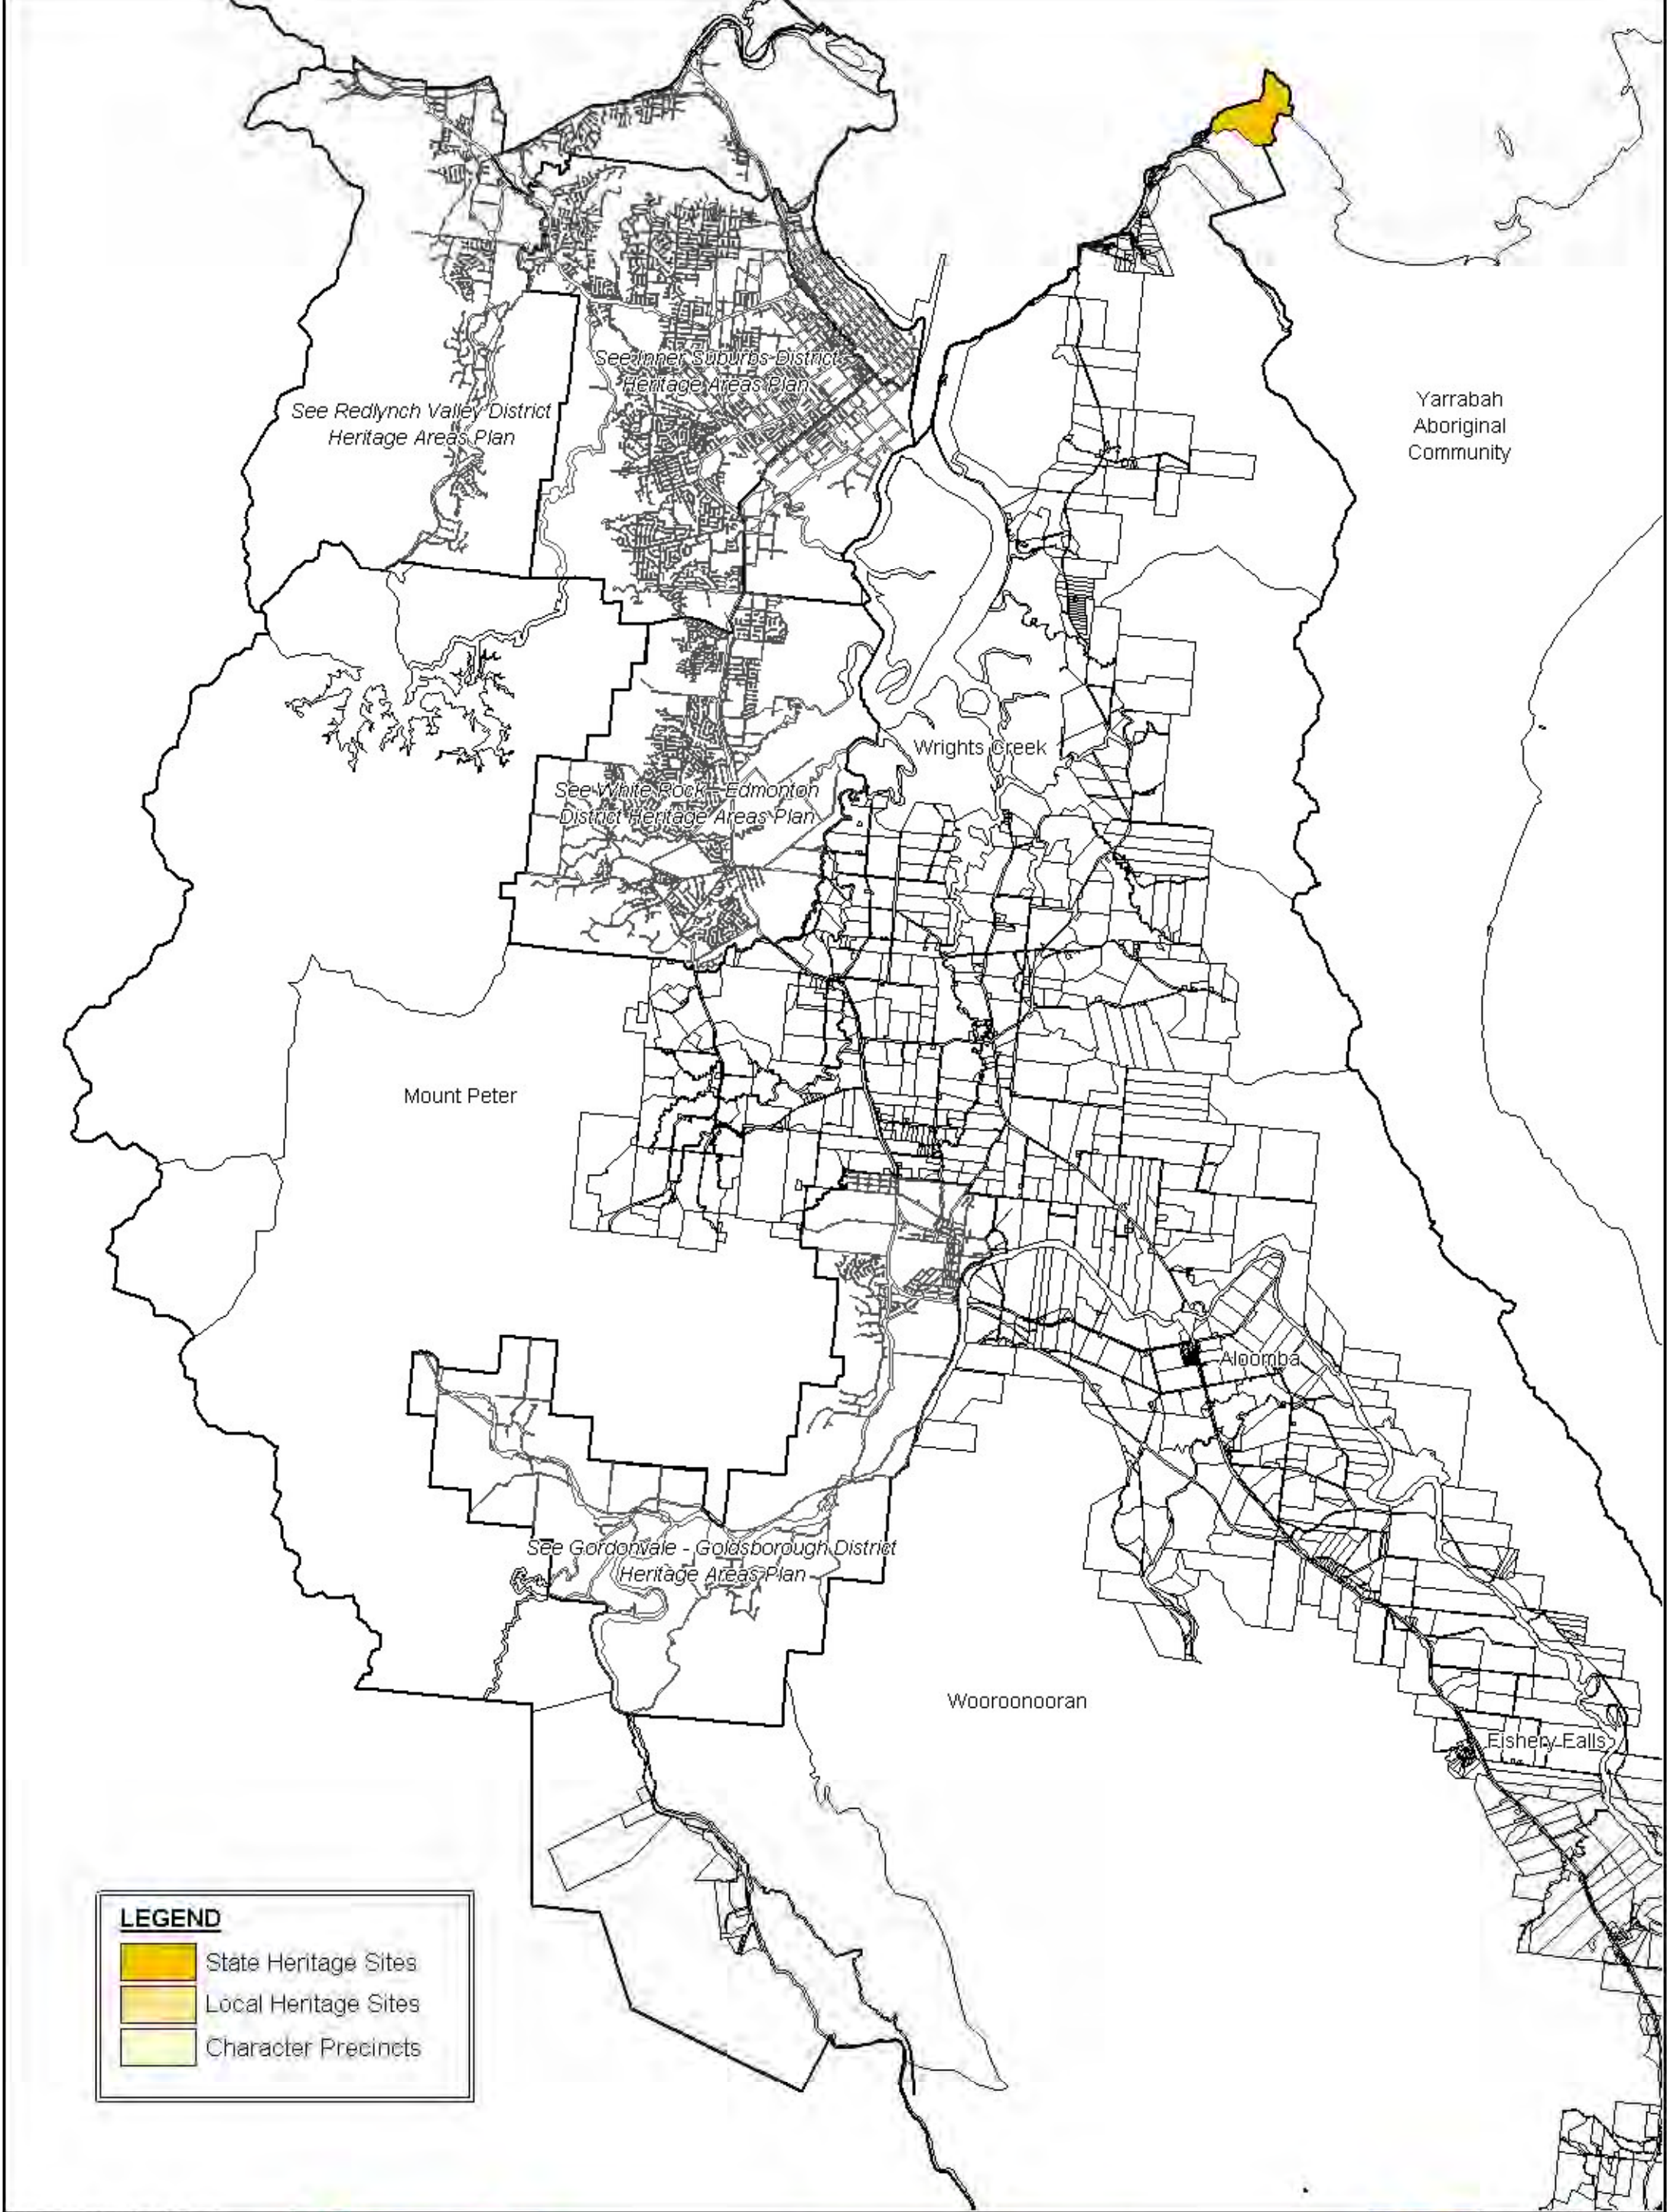 See Inner Suburbs District
Heritage Areas Plan
See Redlynch Valley District
Heritage Areas Plan
Yarrabah
Aboriginal
Community
Wrights Creek
See White Rock - Edmonton
District Heritage Areas Plan
Mount Peter
Aloomba
See Gordonvale - Goldsborough District
Heritage Areas Plan
Wooroonooran
Fishery Falls
LEGEND
State Heritage Sites
Local Heritage Sites
Character Precincts